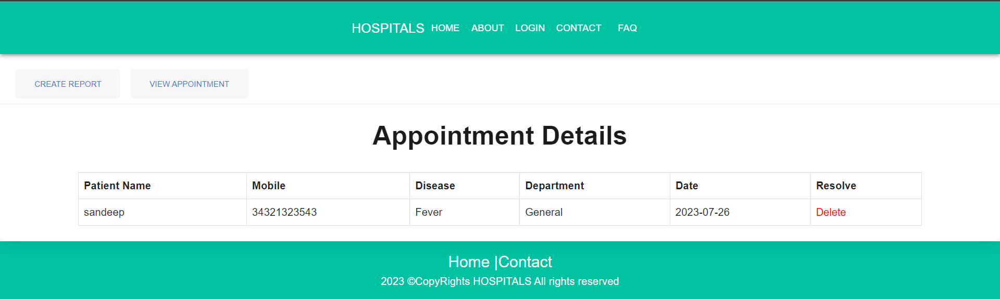 HOSPITALS HOME ABOUT LOGIN CONTACT FAQ
CREATE REPORT VIEW APPOINTMENT
Appointment Details
Patient Name Mobile Disease Department Date Resolve
sandeep 34321323543 Fever General 2023-07-26 Delete
Home |Contact
2023 ©CopyRights HOSPITALS All rights reserved